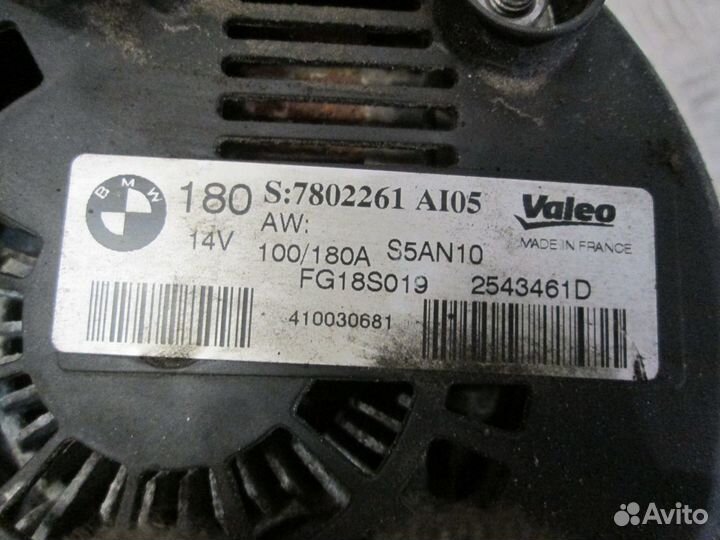 BMW
180 S:7802261 AI05 Valeo
AW:
14V 100/180A S5AN10 MADE IN FRANCE
FG18S019 2543461D
410030681
Avito